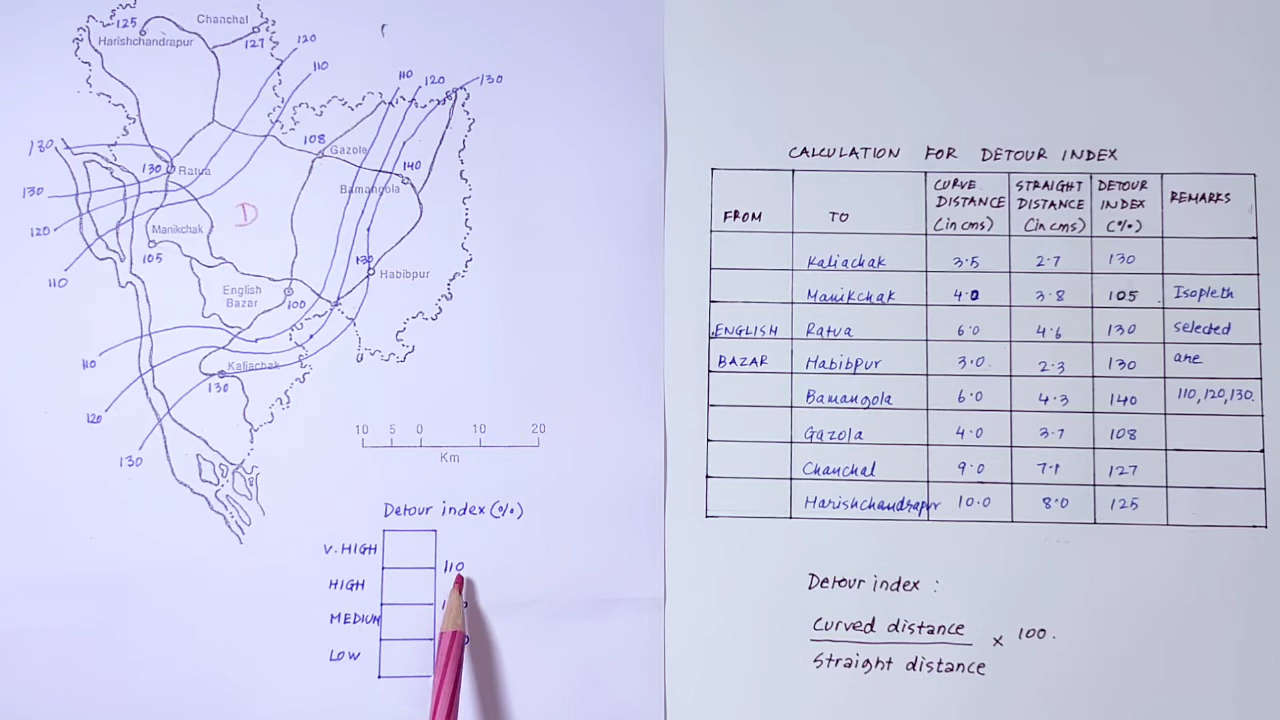 125
Chanchal
Harishchandrapur
127
120
110
110
120
130
130
108
Gazole
130
Ratua
140
Bamangola
130
D
120
Manikchak
105
130
Habibpur
110
English
Bazar
100
110
Kaliachak
130
120
130
10 5 0 10 20
Km
Detour index (%)
V. HIGH
110
HIGH
MEDIUM
LOW
CALCULATION FOR DETOUR INDEX
FROM TO CURVE DISTANCE (in cms) STRAIGHT DISTANCE (in cms) DETOUR INDEX (%) REMARKS
Kaliachak 3.5 2.7 130
Manikchak 4.0 3.8 105 Isopleth
ENGLISH Ratua 6.0 4.6 130 selected
BAZAR Habibpur 3.0 2.3 130 are
Bamangola 6.0 4.3 140 110, 120, 130.
Gazola 4.0 3.7 108
Chanchal 9.0 7.1 127
Harishchandrapur 10.0 8.0 125
Detour index :
Curved distance × 100.
Straight distance